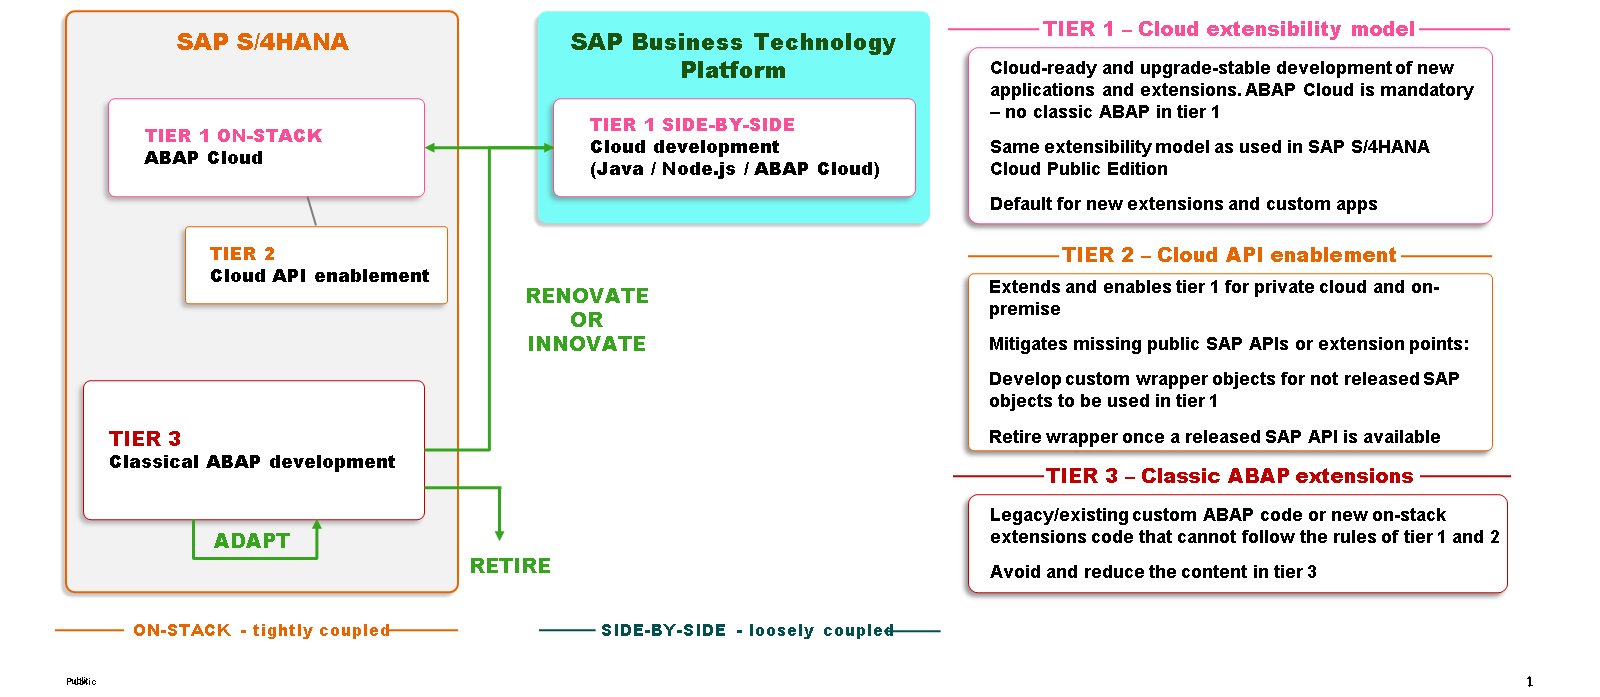 SAP S/4HANA
TIER 1 ON-STACK
ABAP Cloud
TIER 2
Cloud API enablement
TIER 3
Classical ABAP development
ADAPT
RETIRE
RENOVATE
OR
INNOVATE
SAP Business Technology
Platform
TIER 1 SIDE-BY-SIDE
Cloud development
(Java / Node.js / ABAP Cloud)
ON-STACK - tightly coupled
SIDE-BY-SIDE - loosely coupled
TIER 1 – Cloud extensibility model
Cloud-ready and upgrade-stable development of new
applications and extensions. ABAP Cloud is mandatory
– no classic ABAP in tier 1
Same extensibility model as used in SAP S/4HANA
Cloud Public Edition
Default for new extensions and custom apps
TIER 2 – Cloud API enablement
Extends and enables tier 1 for private cloud and on-
premise
Mitigates missing public SAP APIs or extension points:
Develop custom wrapper objects for not released SAP
objects to be used in tier 1
Retire wrapper once a released SAP API is available
TIER 3 – Classic ABAP extensions
Legacy/existing custom ABAP code or new on-stack
extensions code that cannot follow the rules of tier 1 and 2
Avoid and reduce the content in tier 3
Public
1